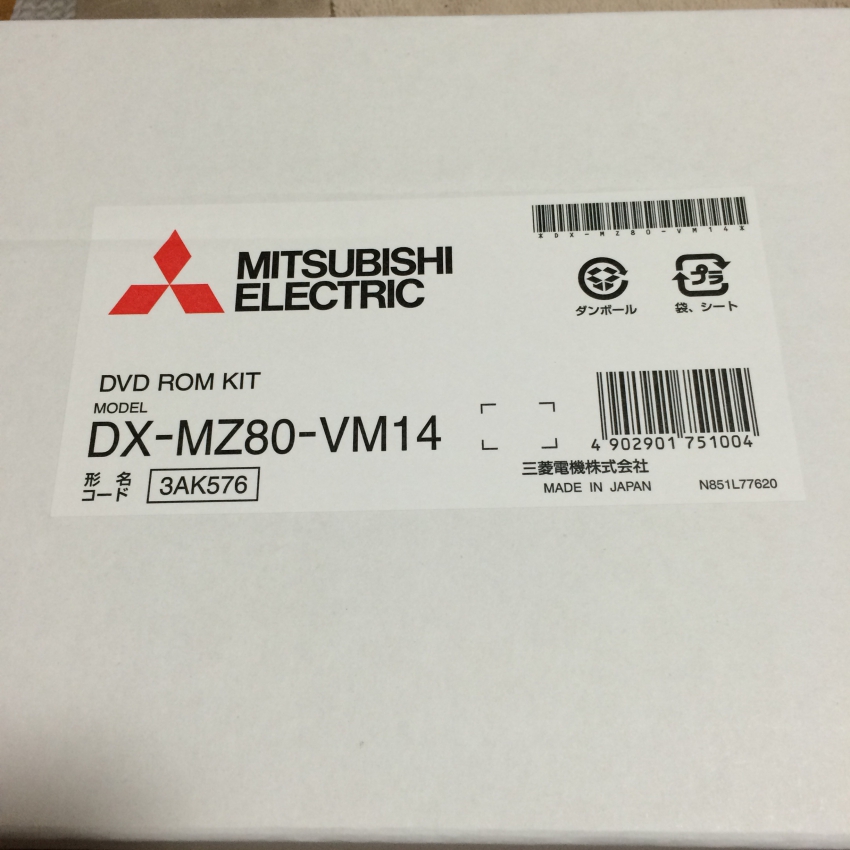 MITSUBISHI
ELECTRIC
*DX-MZ80-VM14*
ダンボール
プラ
袋、シート
DVD ROM KIT
MODEL
DX-MZ80-VM14
形名
コード
3AK576
4 902901 751004
三菱電機株式会社
MADE IN JAPAN
N851L77620